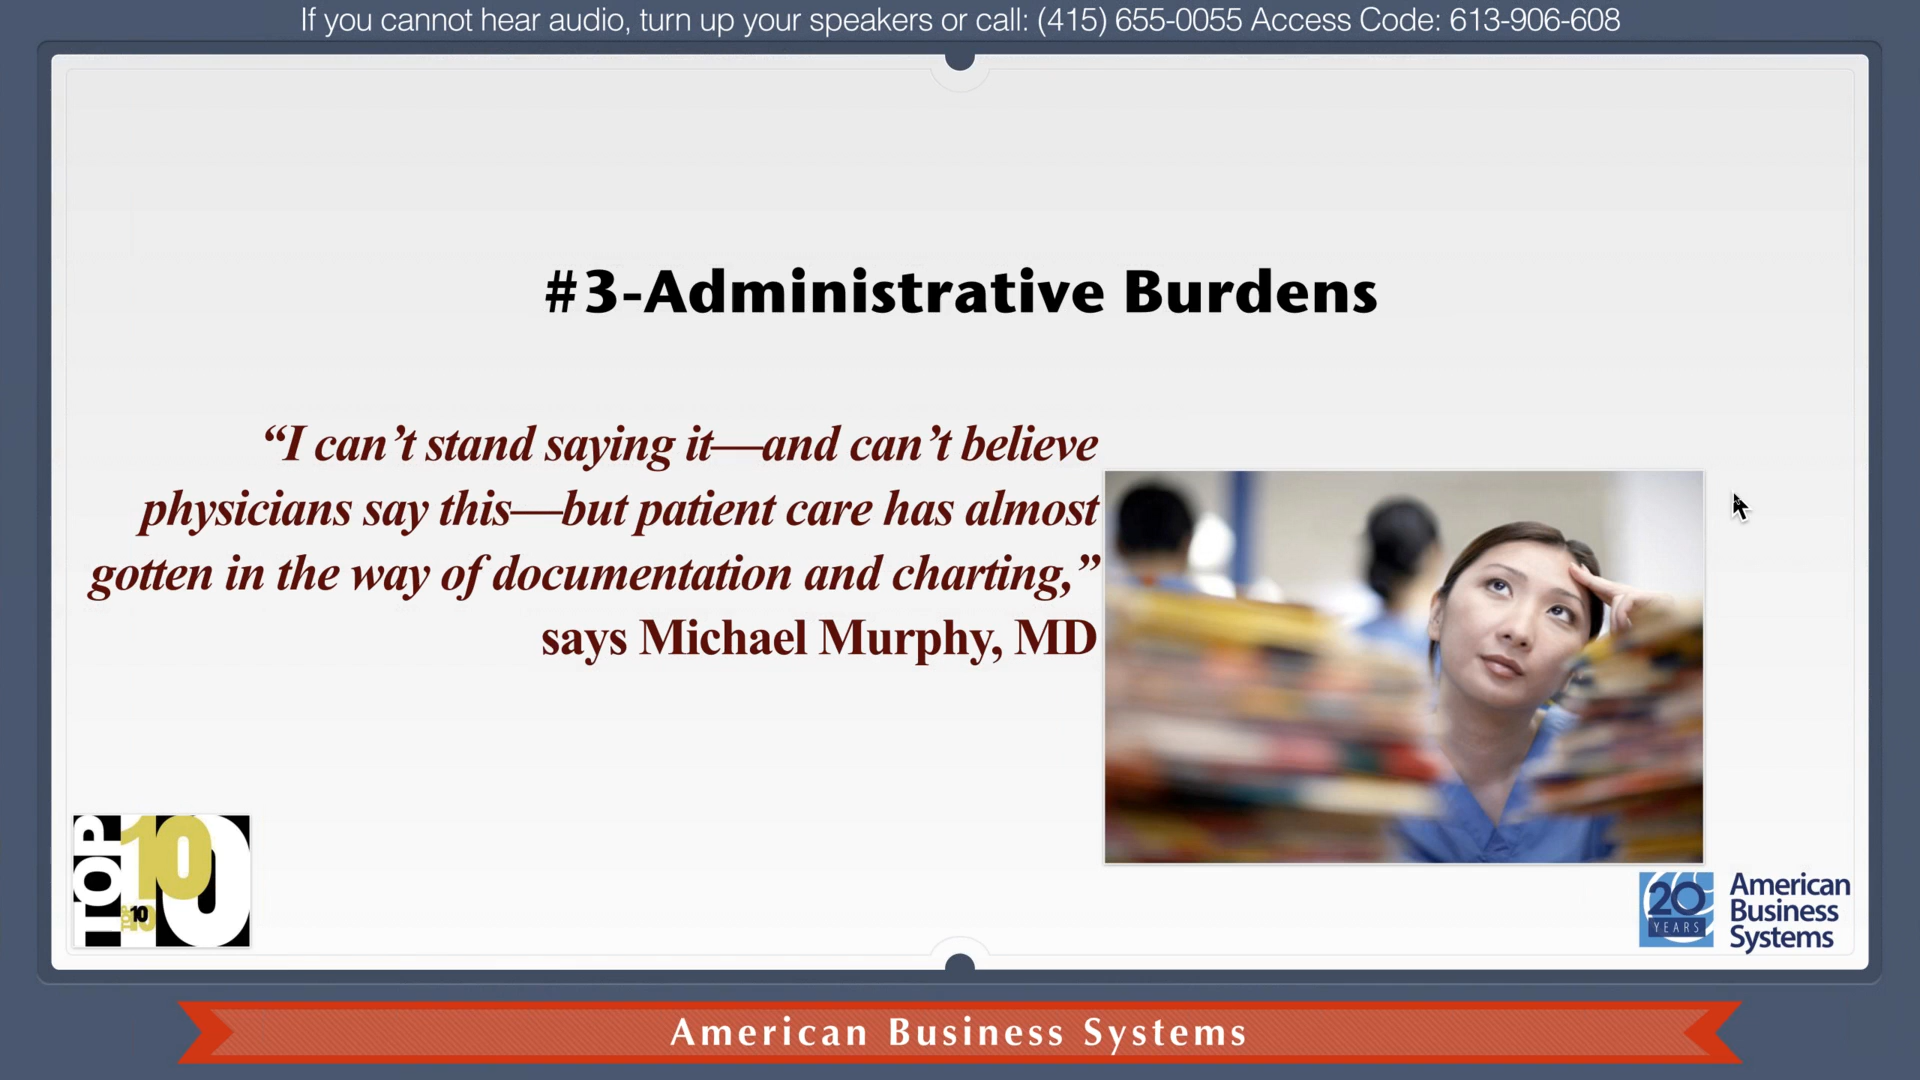 If you cannot hear audio, turn up your speakers or call: (415) 655-0055 Access Code: 613-906-608
#3-Administrative Burdens
“I can’t stand saying it—and can’t believe
physicians say this—but patient care has almost
gotten in the way of documentation and charting,”
says Michael Murphy, MD
TOP
10
10
TOP
10
20
YEARS
American
Business
Systems
American Business Systems